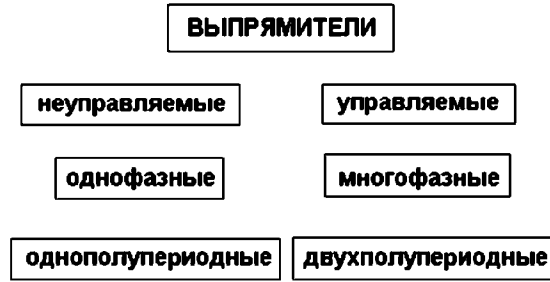 ВЫПРЯМИТЕЛИ
неуправляемые управляемые
однофазные многофазные
однополупериодные двухполупериодные